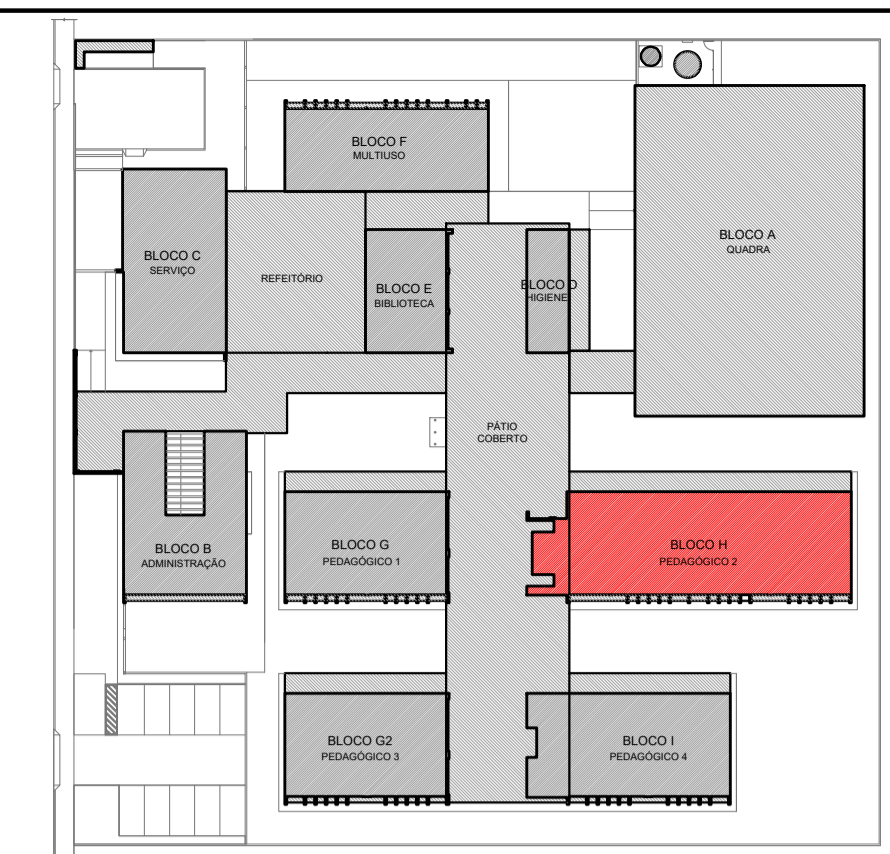 BLOCO F
MULTIUSO
BLOCO A
QUADRA
BLOCO C
SERVIÇO
REFEITÓRIO
BLOCO E
BIBLIOTECA
BLOCO D
HIGIENE
PÁTIO
COBERTO
BLOCO B
ADMINISTRAÇÃO
BLOCO G
PEDAGÓGICO 1
BLOCO H
PEDAGÓGICO 2
BLOCO G2
PEDAGÓGICO 3
BLOCO I
PEDAGÓGICO 4